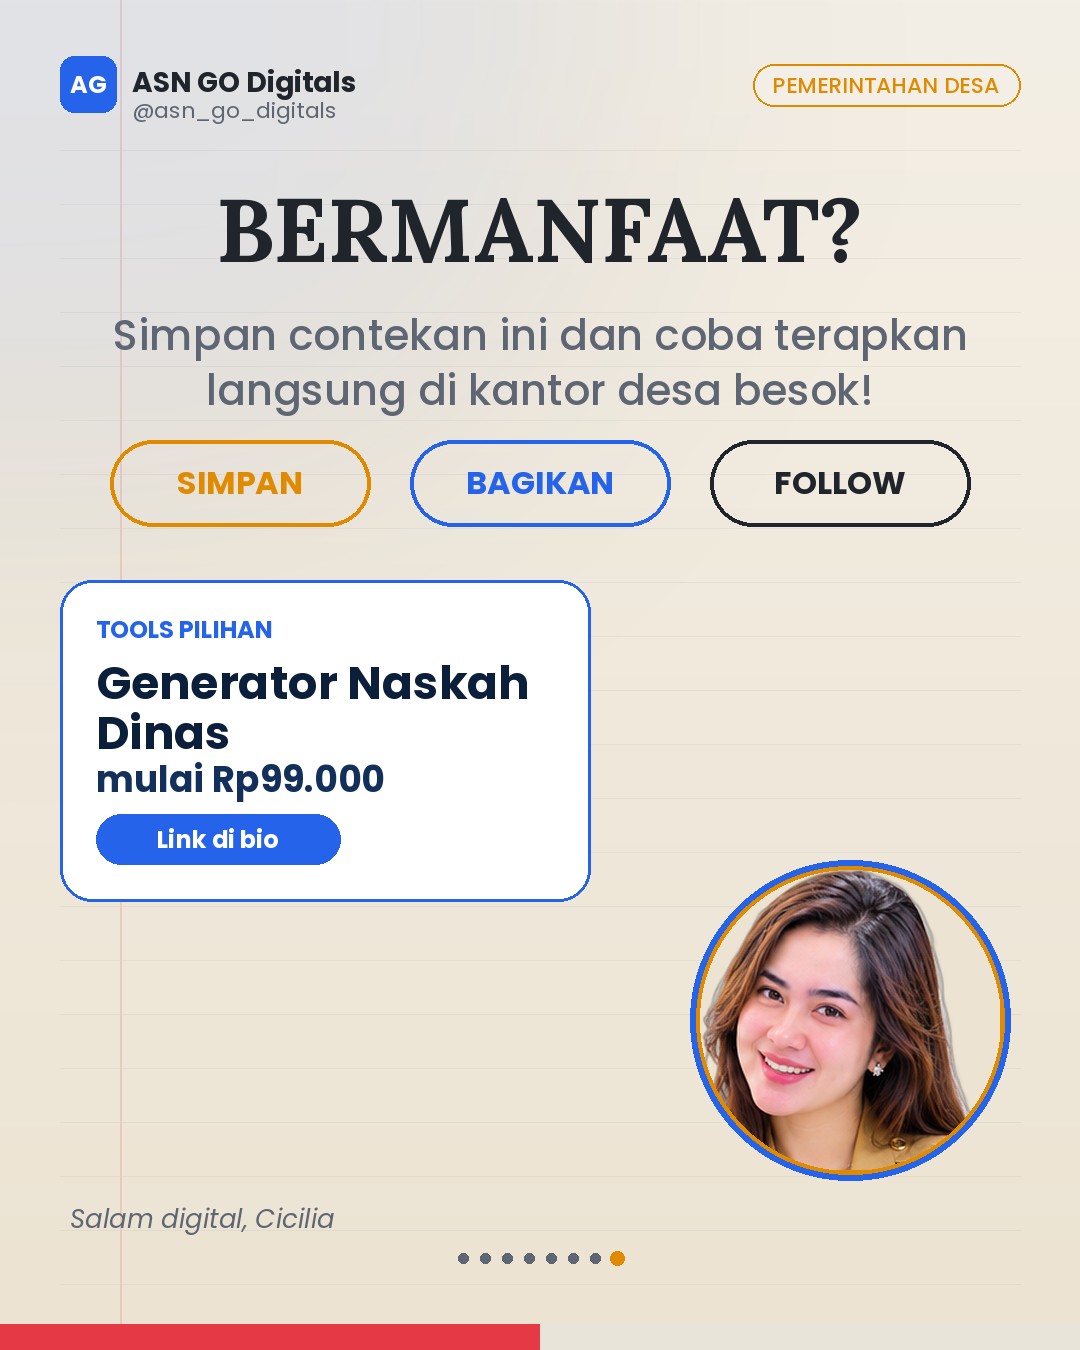 AG
ASN GO Digitals
@asn_go_digitals
PEMERINTAHAN DESA
BERMANFAAT?
Simpan contekan ini dan coba terapkan
langsung di kantor desa besok!
SIMPAN
BAGIKAN
FOLLOW
TOOLS PILIHAN
Generator Naskah
Dinas
mulai Rp99.000
Link di bio
Salam digital, Cicilia